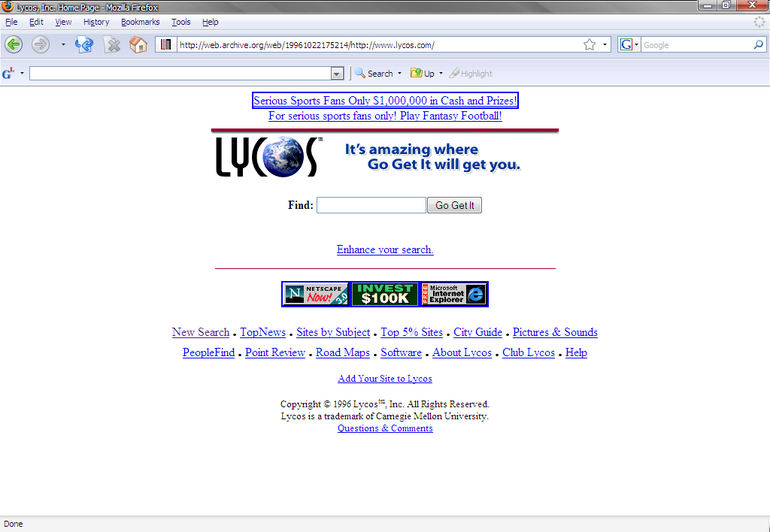 Lycos, Inc. Home Page - Mozilla Firefox
File Edit View History Bookmarks Tools Help
http://web.archive.org/web/19961022175214/http://www.lycos.com/
G Google
G Search Up Highlight
Serious Sports Fans Only $1,000,000 in Cash and Prizes!
For serious sports fans only! Play Fantasy Football!
LYCOS™ It's amazing where
Go Get It will get you.
Find: Go Get It
Enhance your search.
N NETSCAPE Now! 3.0 INVEST $100K FREE Microsoft Internet Explorer
New Search • TopNews • Sites by Subject • Top 5% Sites • City Guide • Pictures & Sounds
PeopleFind • Point Review • Road Maps • Software • About Lycos • Club Lycos • Help
Add Your Site to Lycos
Copyright © 1996 Lycos™, Inc. All Rights Reserved.
Lycos is a trademark of Carnegie Mellon University.
Questions & Comments
Done